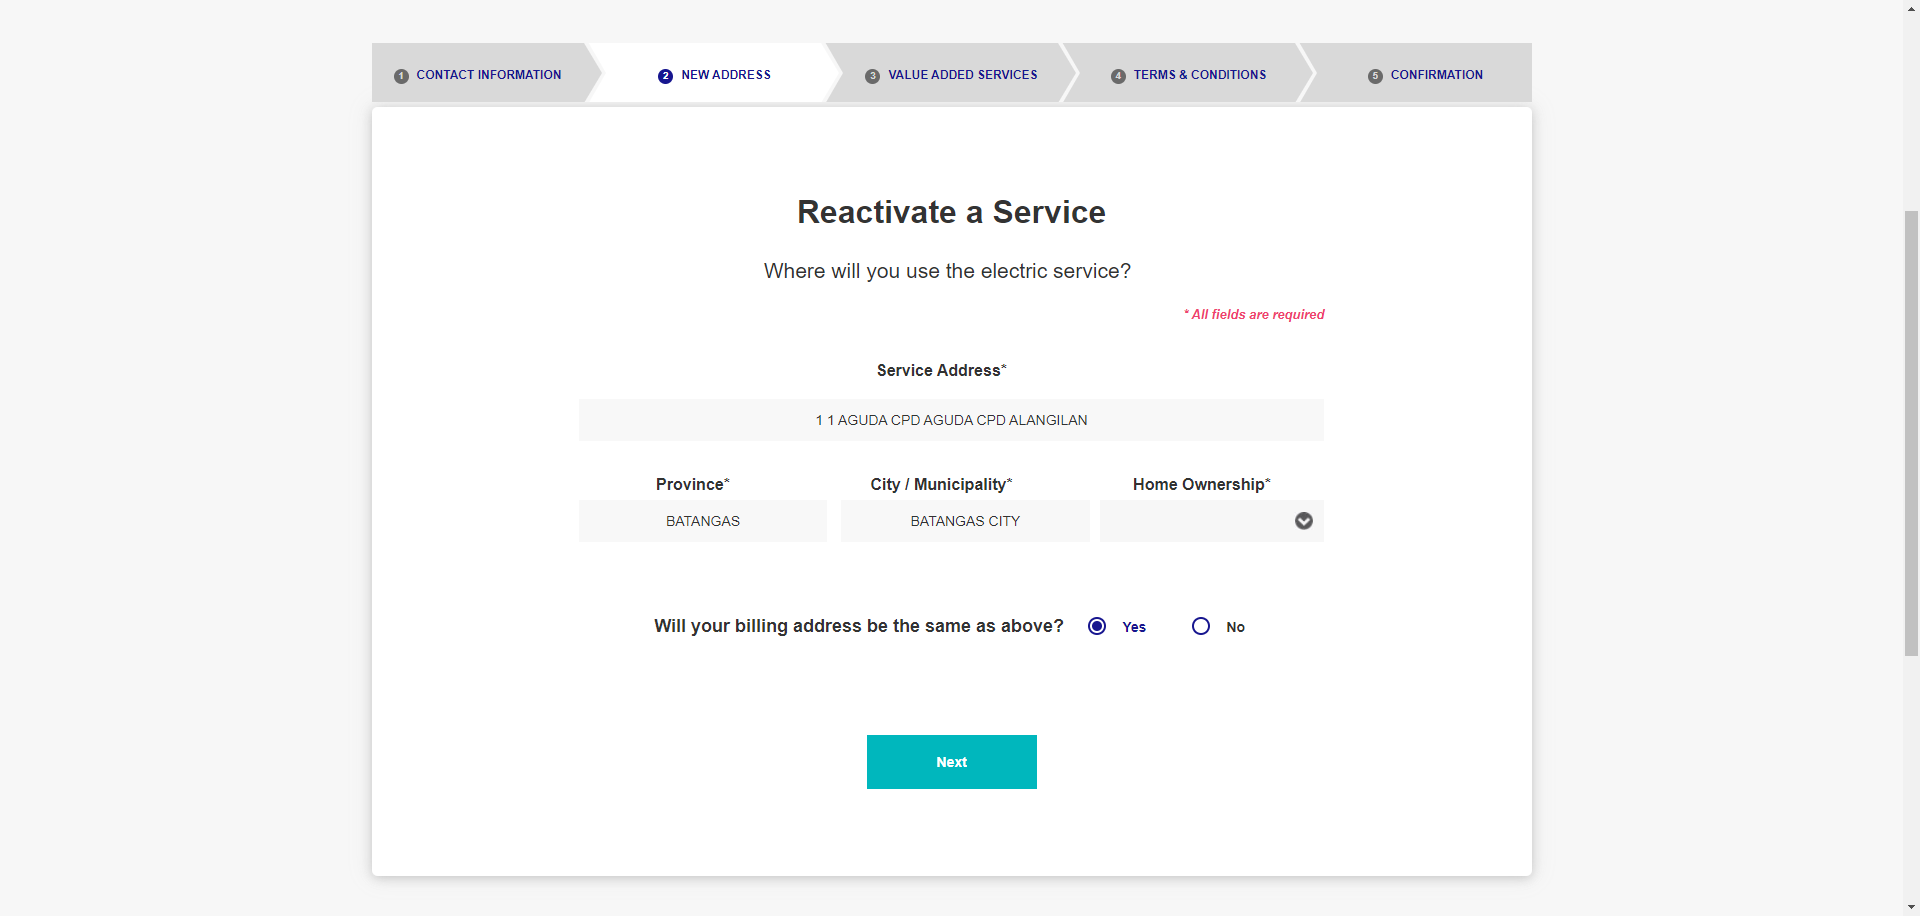 1 CONTACT INFORMATION
2 NEW ADDRESS
3 VALUE ADDED SERVICES
4 TERMS & CONDITIONS
5 CONFIRMATION
Reactivate a Service
Where will you use the electric service?
* All fields are required
Service Address*
1 1 AGUDA CPD AGUDA CPD ALANGILAN
Province*
City / Municipality*
Home Ownership*
BATANGAS
BATANGAS CITY
Will your billing address be the same as above?
Yes
No
Next